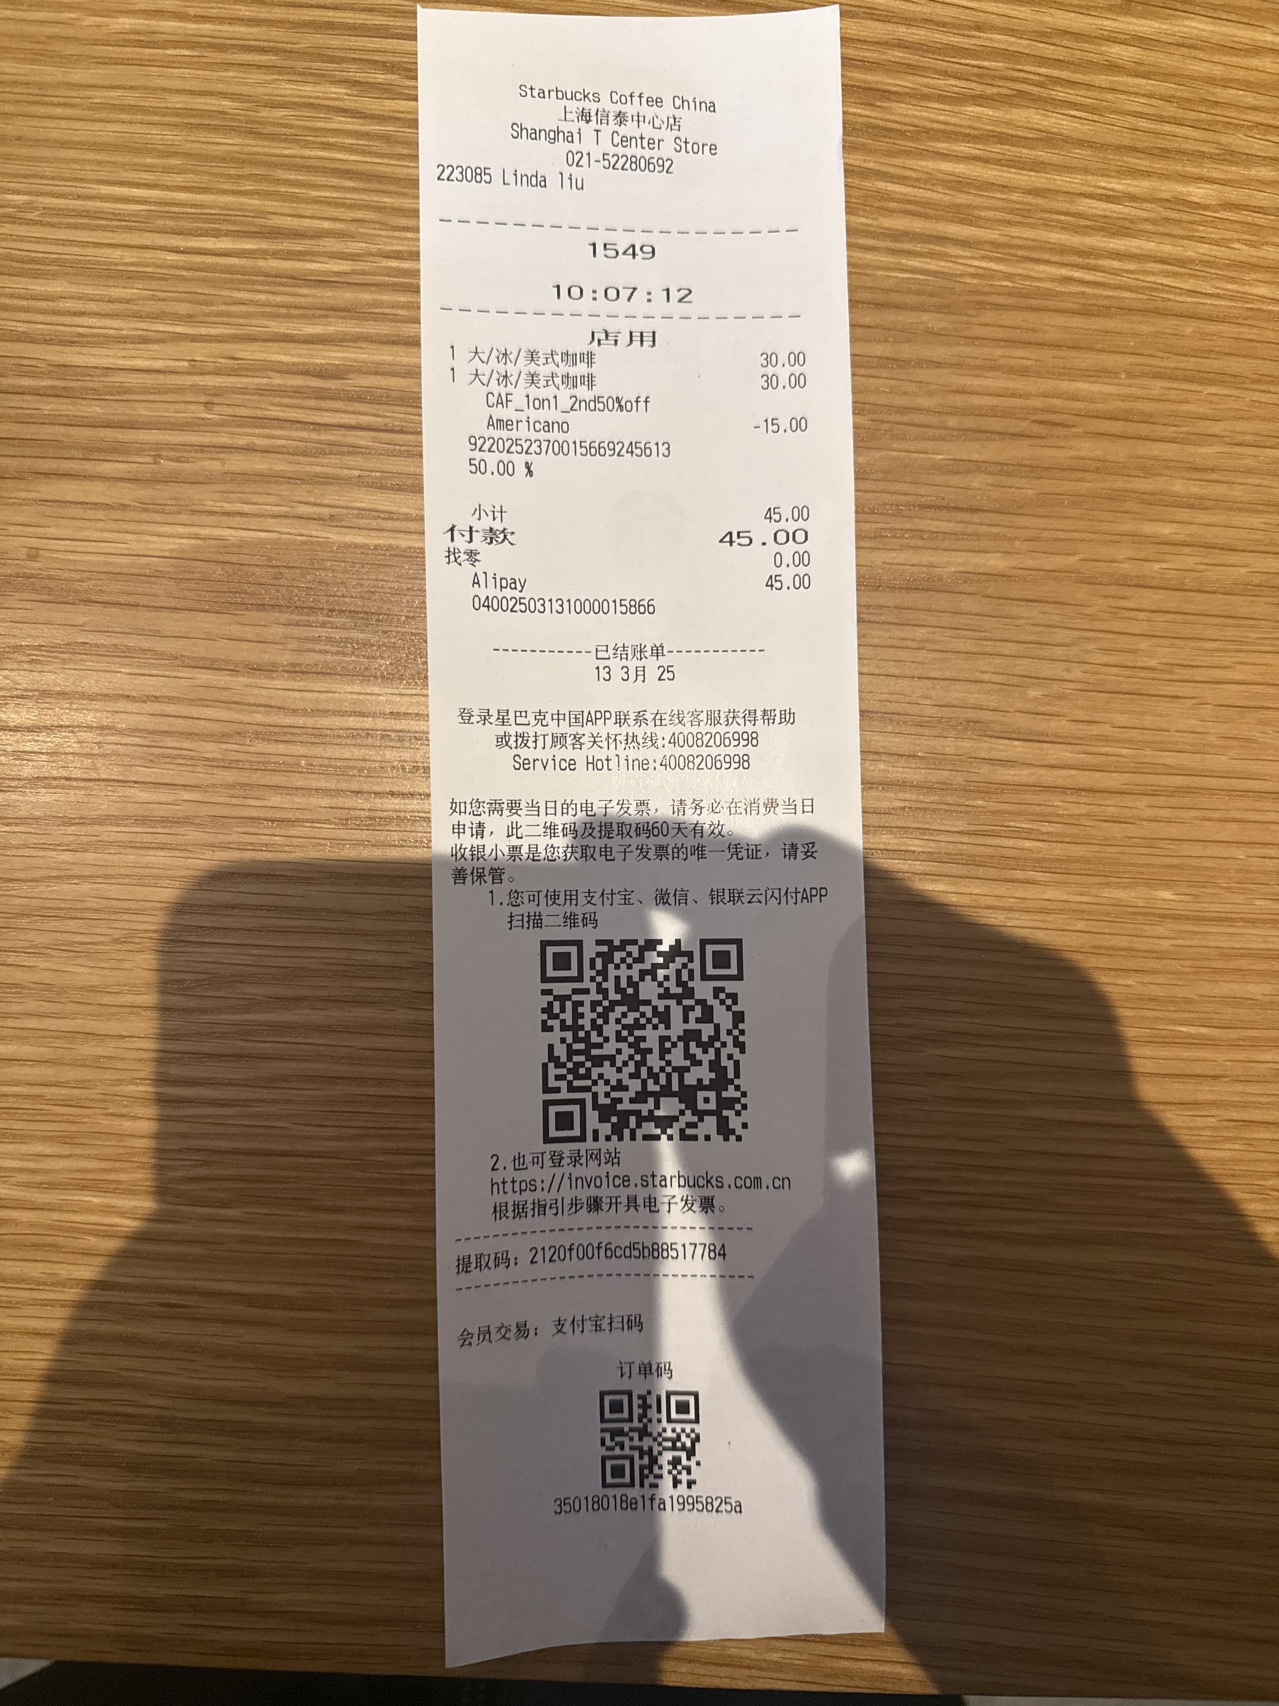 Starbucks Coffee China
上海信泰中心店
Shanghai T Center Store
021-52280692
223085 Linda liu
1549
10:07:12
店用
1 大/冰/美式咖啡 30.00
1 大/冰/美式咖啡 30.00
CAF_1on1_2nd50%off
Americano -15.00
9220252370015669245613
50.00 %
小计 45.00
付款 45.00
找零 0.00
Alipay 45.00
04002503131000015866
-----------已结账单-----------
13 3月 25
登录星巴克中国APP联系在线客服获得帮助
或拨打顾客关怀热线:4008206998
Service Hotline:4008206998
如您需要当日的电子发票，请务必在消费当日
申请，此二维码及提取码60天有效。
收银小票是您获取电子发票的唯一凭证，请妥
善保管。
1.您可使用支付宝、微信、银联云闪付APP
扫描二维码
2.也可登录网站
https://invoice.starbucks.com.cn
根据指引步骤开具电子发票。
提取码：2120f00f6cd5b88517784
会员交易：支付宝扫码
订单码
35018018e1fa1995825a